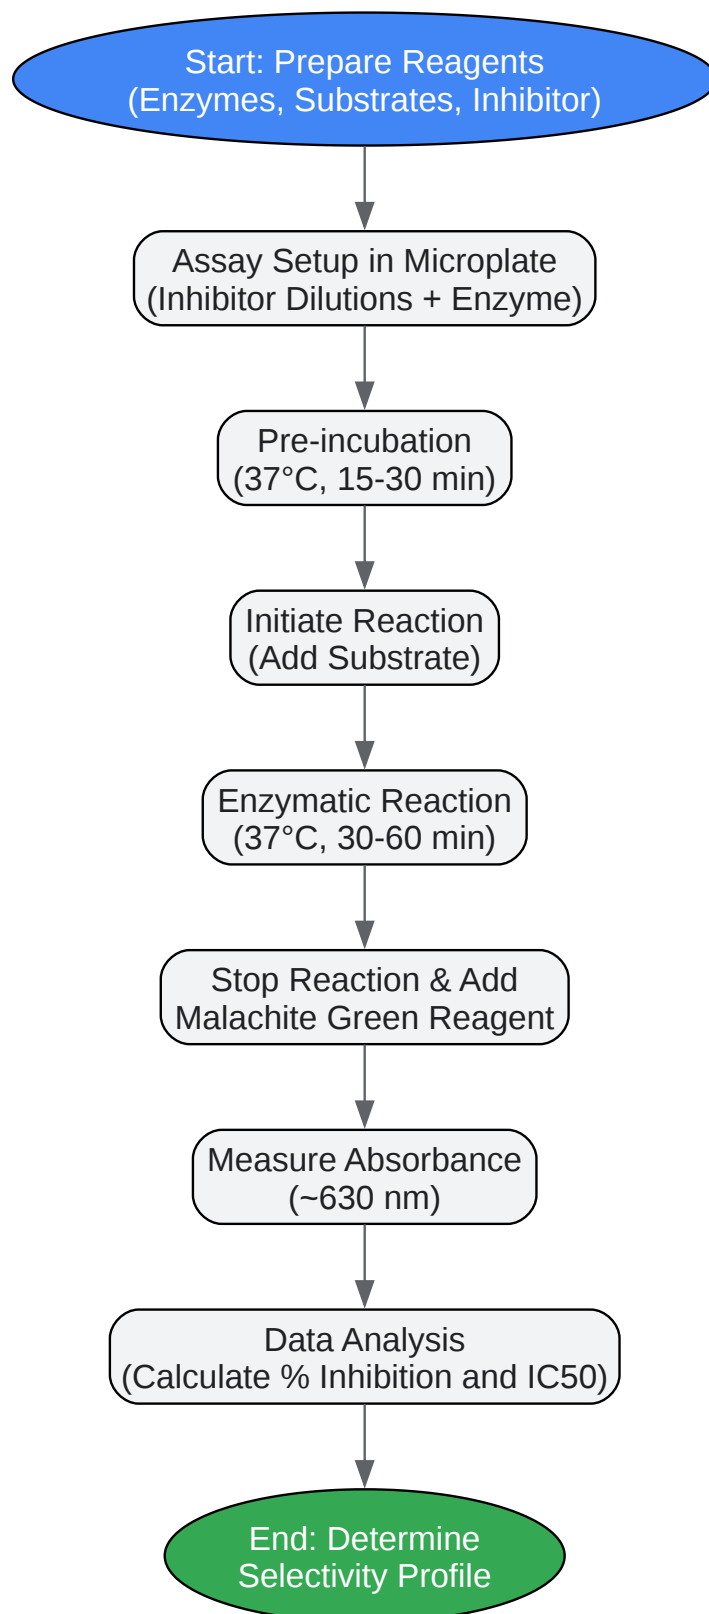 Start: Prepare Reagents
(Enzymes, Substrates, Inhibitor)
Assay Setup in Microplate
(Inhibitor Dilutions + Enzyme)
Pre-incubation
(37°C, 15-30 min)
Initiate Reaction
(Add Substrate)
Enzymatic Reaction
(37°C, 30-60 min)
Stop Reaction & Add
Malachite Green Reagent
Measure Absorbance
(~630 nm)
Data Analysis
(Calculate % Inhibition and IC50)
End: Determine
Selectivity Profile